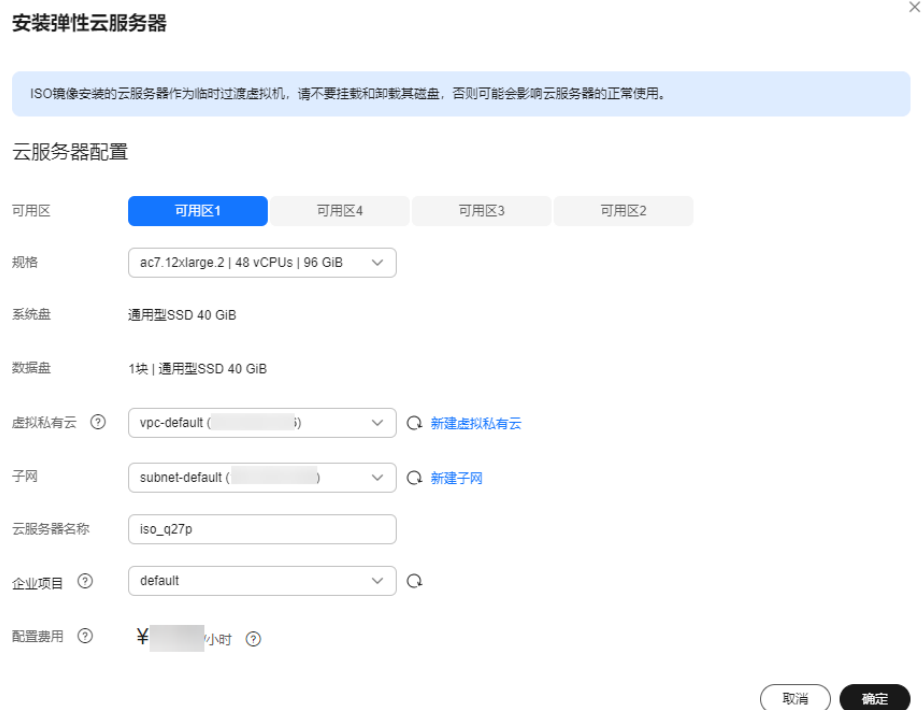 安装弹性云服务器
ISO镜像安装的云服务器作为临时过渡虚拟机，请不要挂载和卸载其磁盘，否则可能会影响云服务器的正常使用。
云服务器配置
可用区 可用区1 可用区4 可用区3 可用区2
规格 ac7.12xlarge.2 | 48 vCPUs | 96 GiB
系统盘 通用型SSD 40 GiB
数据盘 1块 | 通用型SSD 40 GiB
虚拟私有云 ? vpc-default ( ) 新建虚拟私有云
子网 subnet-default ( ) 新建子网
云服务器名称 iso_q27p
企业项目 ? default
配置费用 ? ¥ /小时 ?
取消 确定